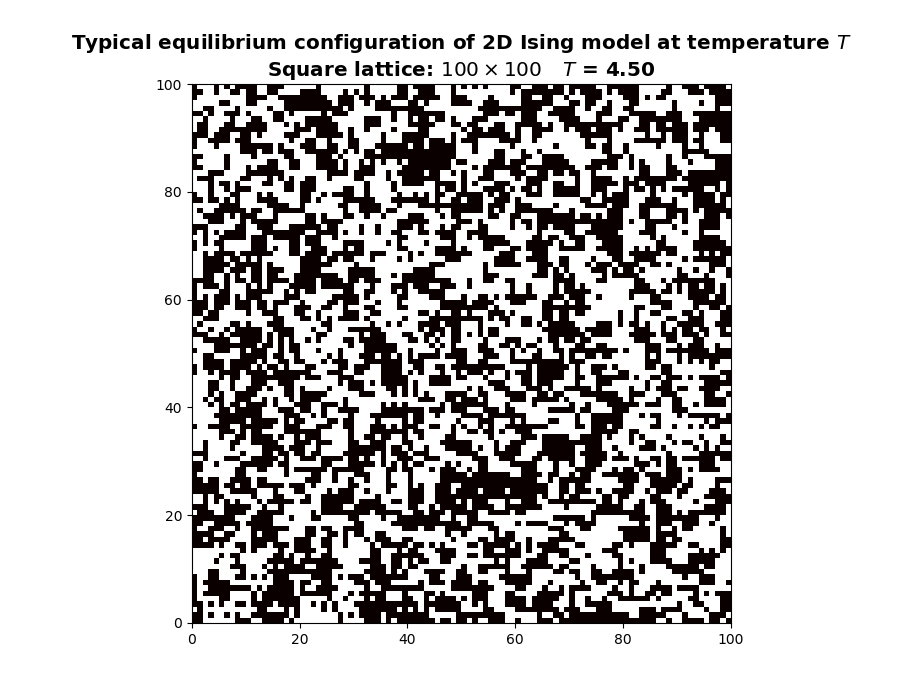 Typical equilibrium configuration of 2D Ising model at temperature T
Square lattice: 100 × 100 T = 4.50
100
80
60
40
20
0
0 20 40 60 80 100